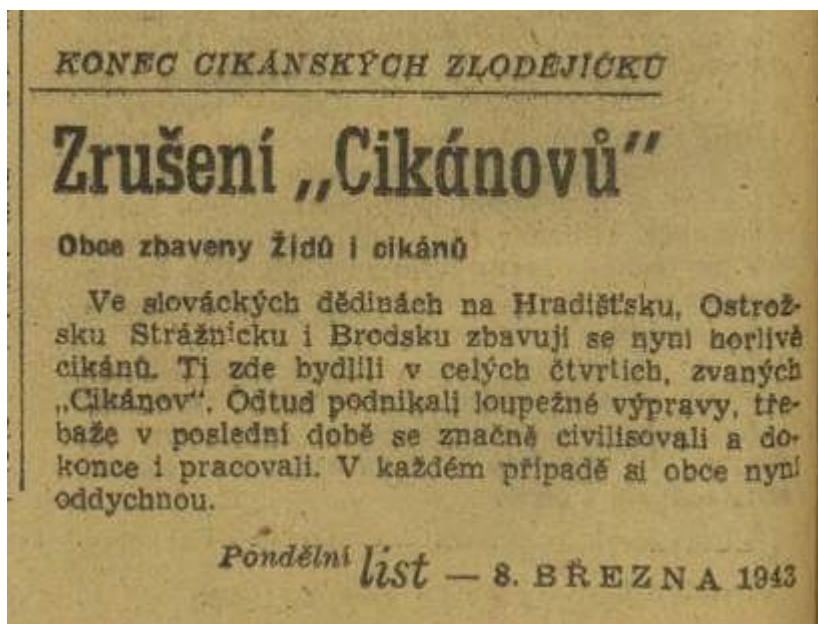 KONEC CIKÁNSKÝCH ZLODĚJÍČKŮ
Zrušení „Cikánovů"
Obce zbaveny Židů i cikánů
Ve slováckých dědinách na Hradišťsku, Ostrož-
sku Strážnicku i Brodsku zbavují se nyní horlivě
cikánů. Ti zde bydlili v celých čtvrtích, zvaných
„Cikánov". Odtud podnikali loupežné výpravy, tře-
baže v poslední době se značně civilisovali a do-
konce i pracovali. V každém případě si obce nyní
oddychnou.
Pondělní list — 8. BŘEZNA 1943